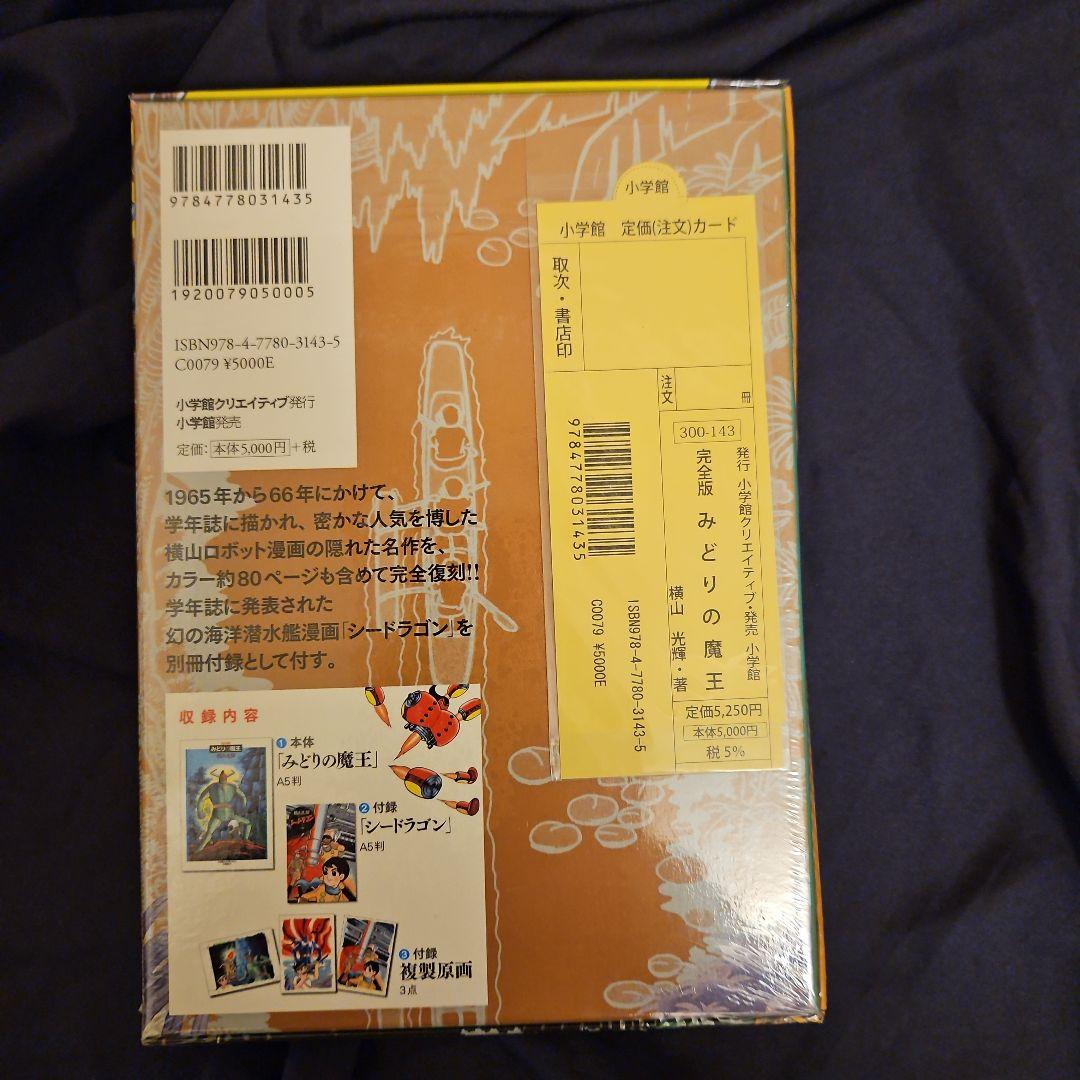 9784778031435
1920079050005
ISBN978-4-7780-3143-5
C0079 ¥5000E
小学館クリエイティブ発行
小学館発売
定価: 本体5,000円 +税
1965年から66年にかけて、
学年誌に描かれ、密かな人気を博した
横山ロボット漫画の隠れた名作を、
カラー約80ページも含めて完全復刻!!
学年誌に発表された
幻の海洋潜水艦漫画「シードラゴン」を
別冊付録として付す。
収録内容
みどりの魔王
1 本体
「みどりの魔王」
A5判
シードラゴン
2 付録
「シードラゴン」
A5判
3 付録
複製原画
3点
小学館
小学館 定価(注文)カード
取次・書店印
注文
冊
9784778031435
ISBN978-4-7780-3143-5
C0079 ¥5000E
300-143
発行 小学館クリエイティブ・発売 小学館
完全版 みどりの魔王
横山 光輝・著
定価5,250円
本体5,000円
税5%